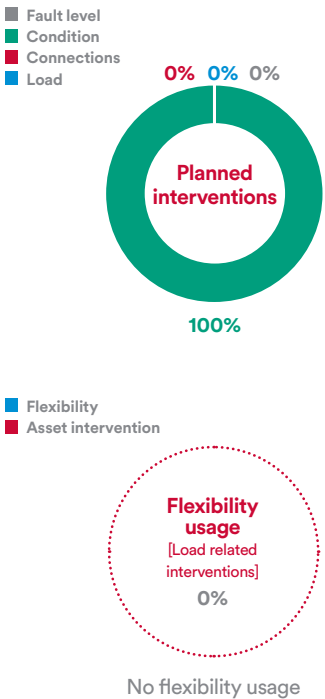 Fault level
Condition
Connections
Load
0% 0% 0%
Planned
interventions
100%
Flexibility
Asset intervention
Flexibility
usage
[Load related
interventions]
0%
No flexibility usage